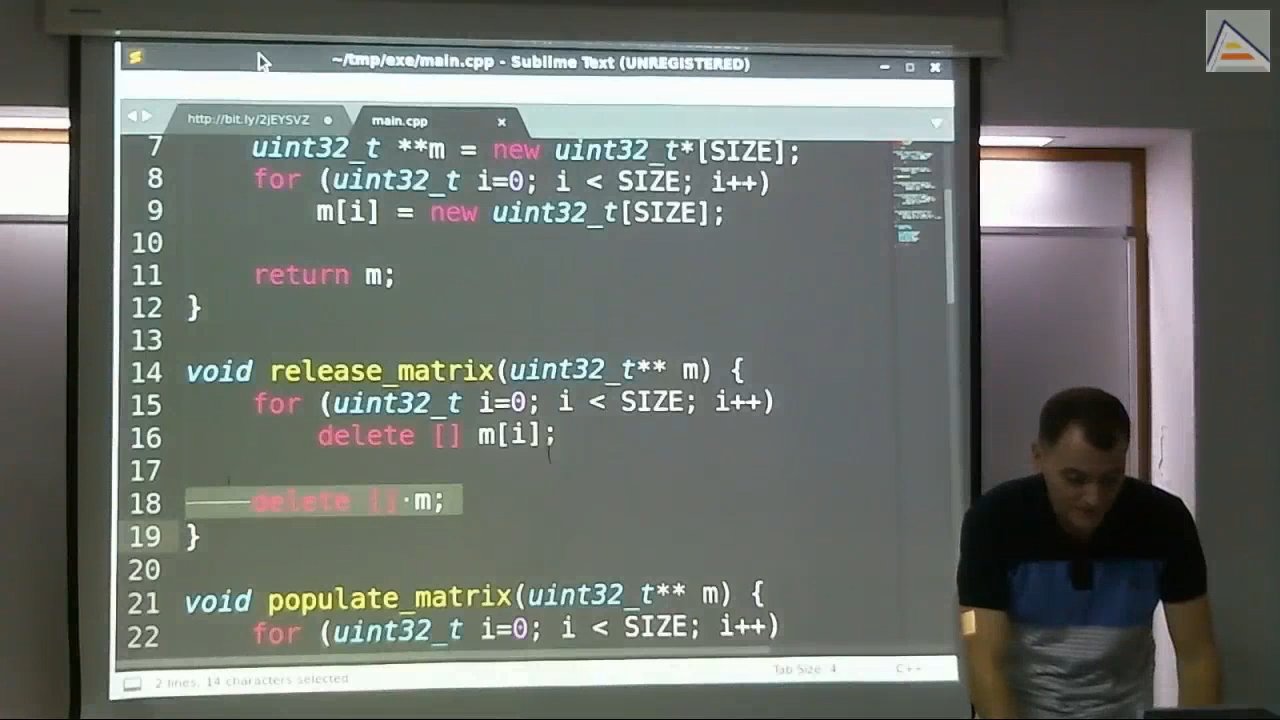 ~/tmp/exe/main.cpp - Sublime Text (UNREGISTERED)
http://bit.ly/2jEYSVZ
main.cpp
7 uint32_t **m = new uint32_t*[SIZE];
8 for (uint32_t i=0; i < SIZE; i++)
9 m[i] = new uint32_t[SIZE];
10
11 return m;
12 }
13
14 void release_matrix(uint32_t** m) {
15 for (uint32_t i=0; i < SIZE; i++)
16 delete [] m[i];
17
18 delete [] m;
19 }
20
21 void populate_matrix(uint32_t** m) {
22 for (uint32_t i=0; i < SIZE; i++)
2 lines, 14 characters selected
Tab Size: 4
C++